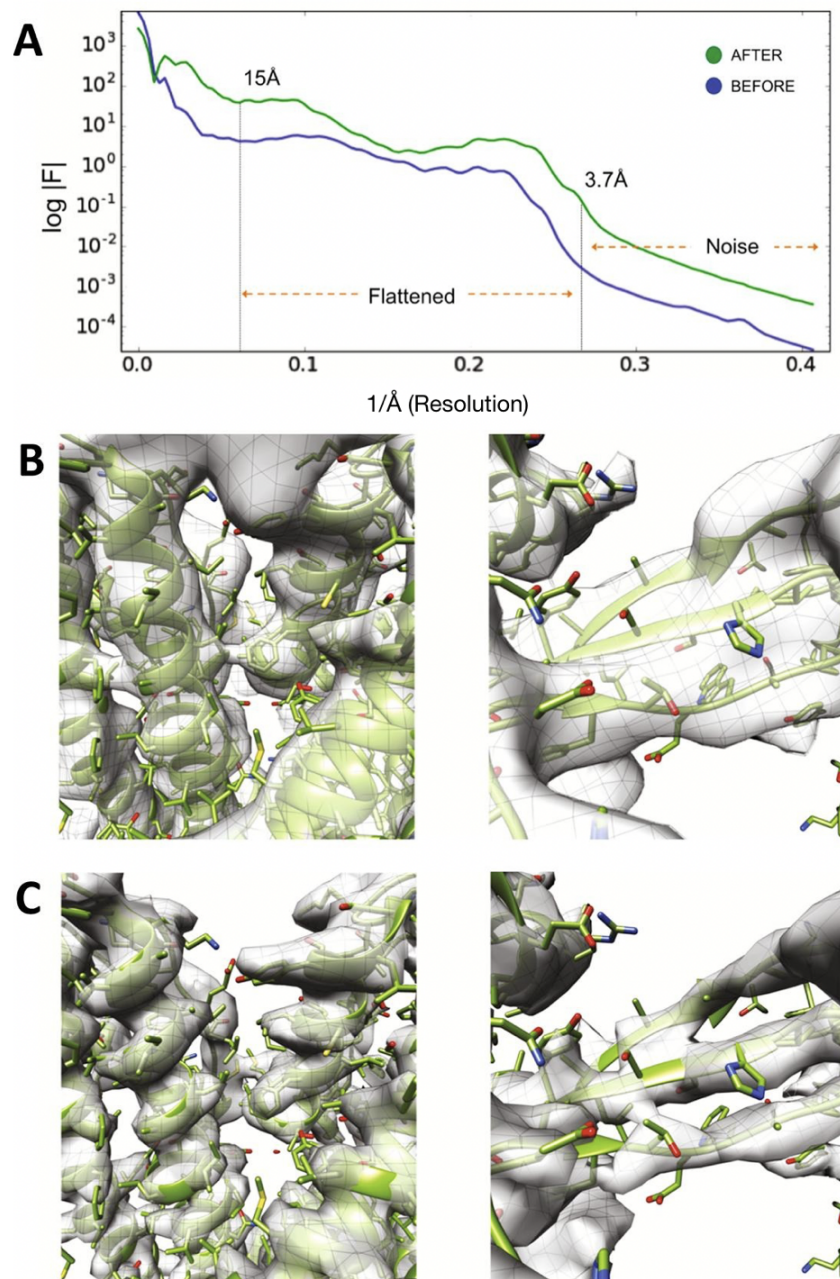 A
AFTER
BEFORE
15Å
3.7Å
Noise
Flattened
log |F|
10³
10²
10¹
10⁰
10⁻¹
10⁻²
10⁻³
10⁻⁴
0.0 0.1 0.2 0.3 0.4
1/Å (Resolution)
B
C